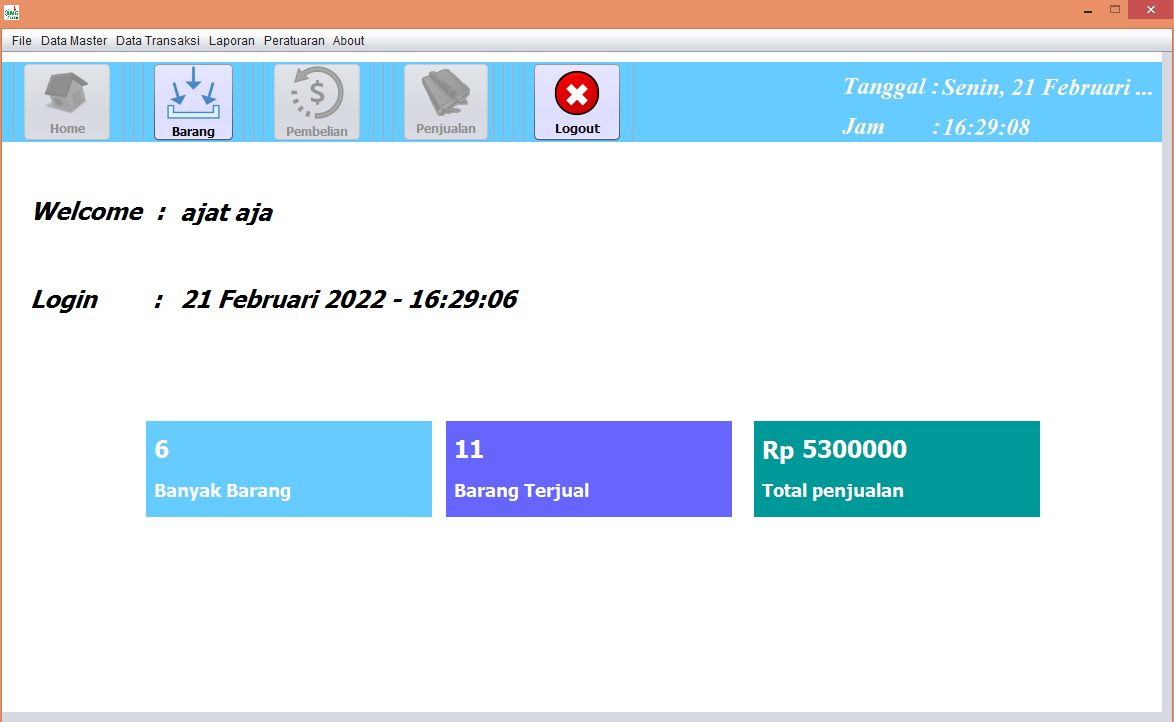 File Data Master Data Transaksi Laporan Peratuaran About
Home Barang Pembelian Penjualan Logout
Tanggal : Senin, 21 Februari ...
Jam : 16:29:08
Welcome : ajat aja
Login : 21 Februari 2022 - 16:29:06
6
Banyak Barang
11
Barang Terjual
Rp 5300000
Total penjualan